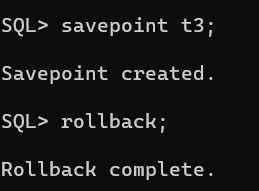 SQL> savepoint t3;
Savepoint created.
SQL> rollback;
Rollback complete.